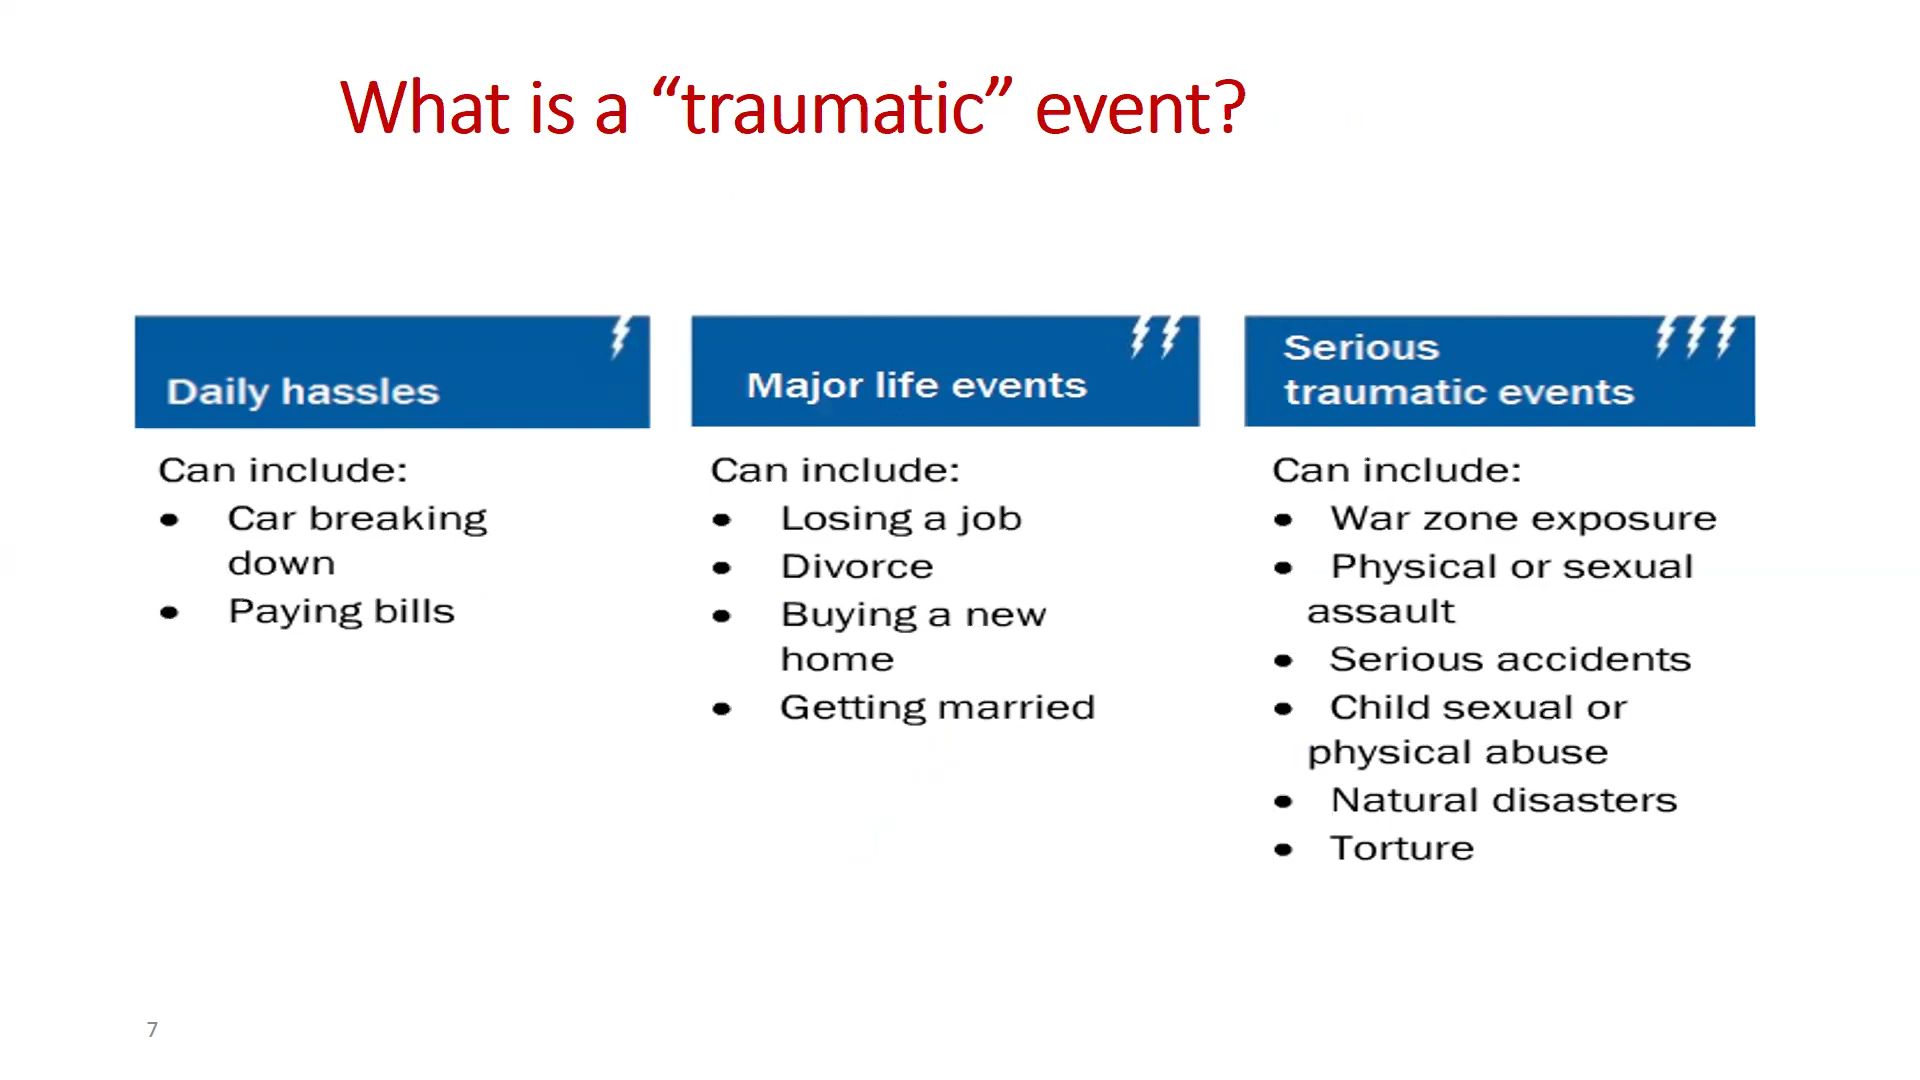 What is a “traumatic” event?
Daily hassles
Can include:
• Car breaking
down
• Paying bills
Major life events
Can include:
• Losing a job
• Divorce
• Buying a new
home
• Getting married
Serious
traumatic events
Can include:
• War zone exposure
• Physical or sexual
assault
• Serious accidents
• Child sexual or
physical abuse
• Natural disasters
• Torture
7